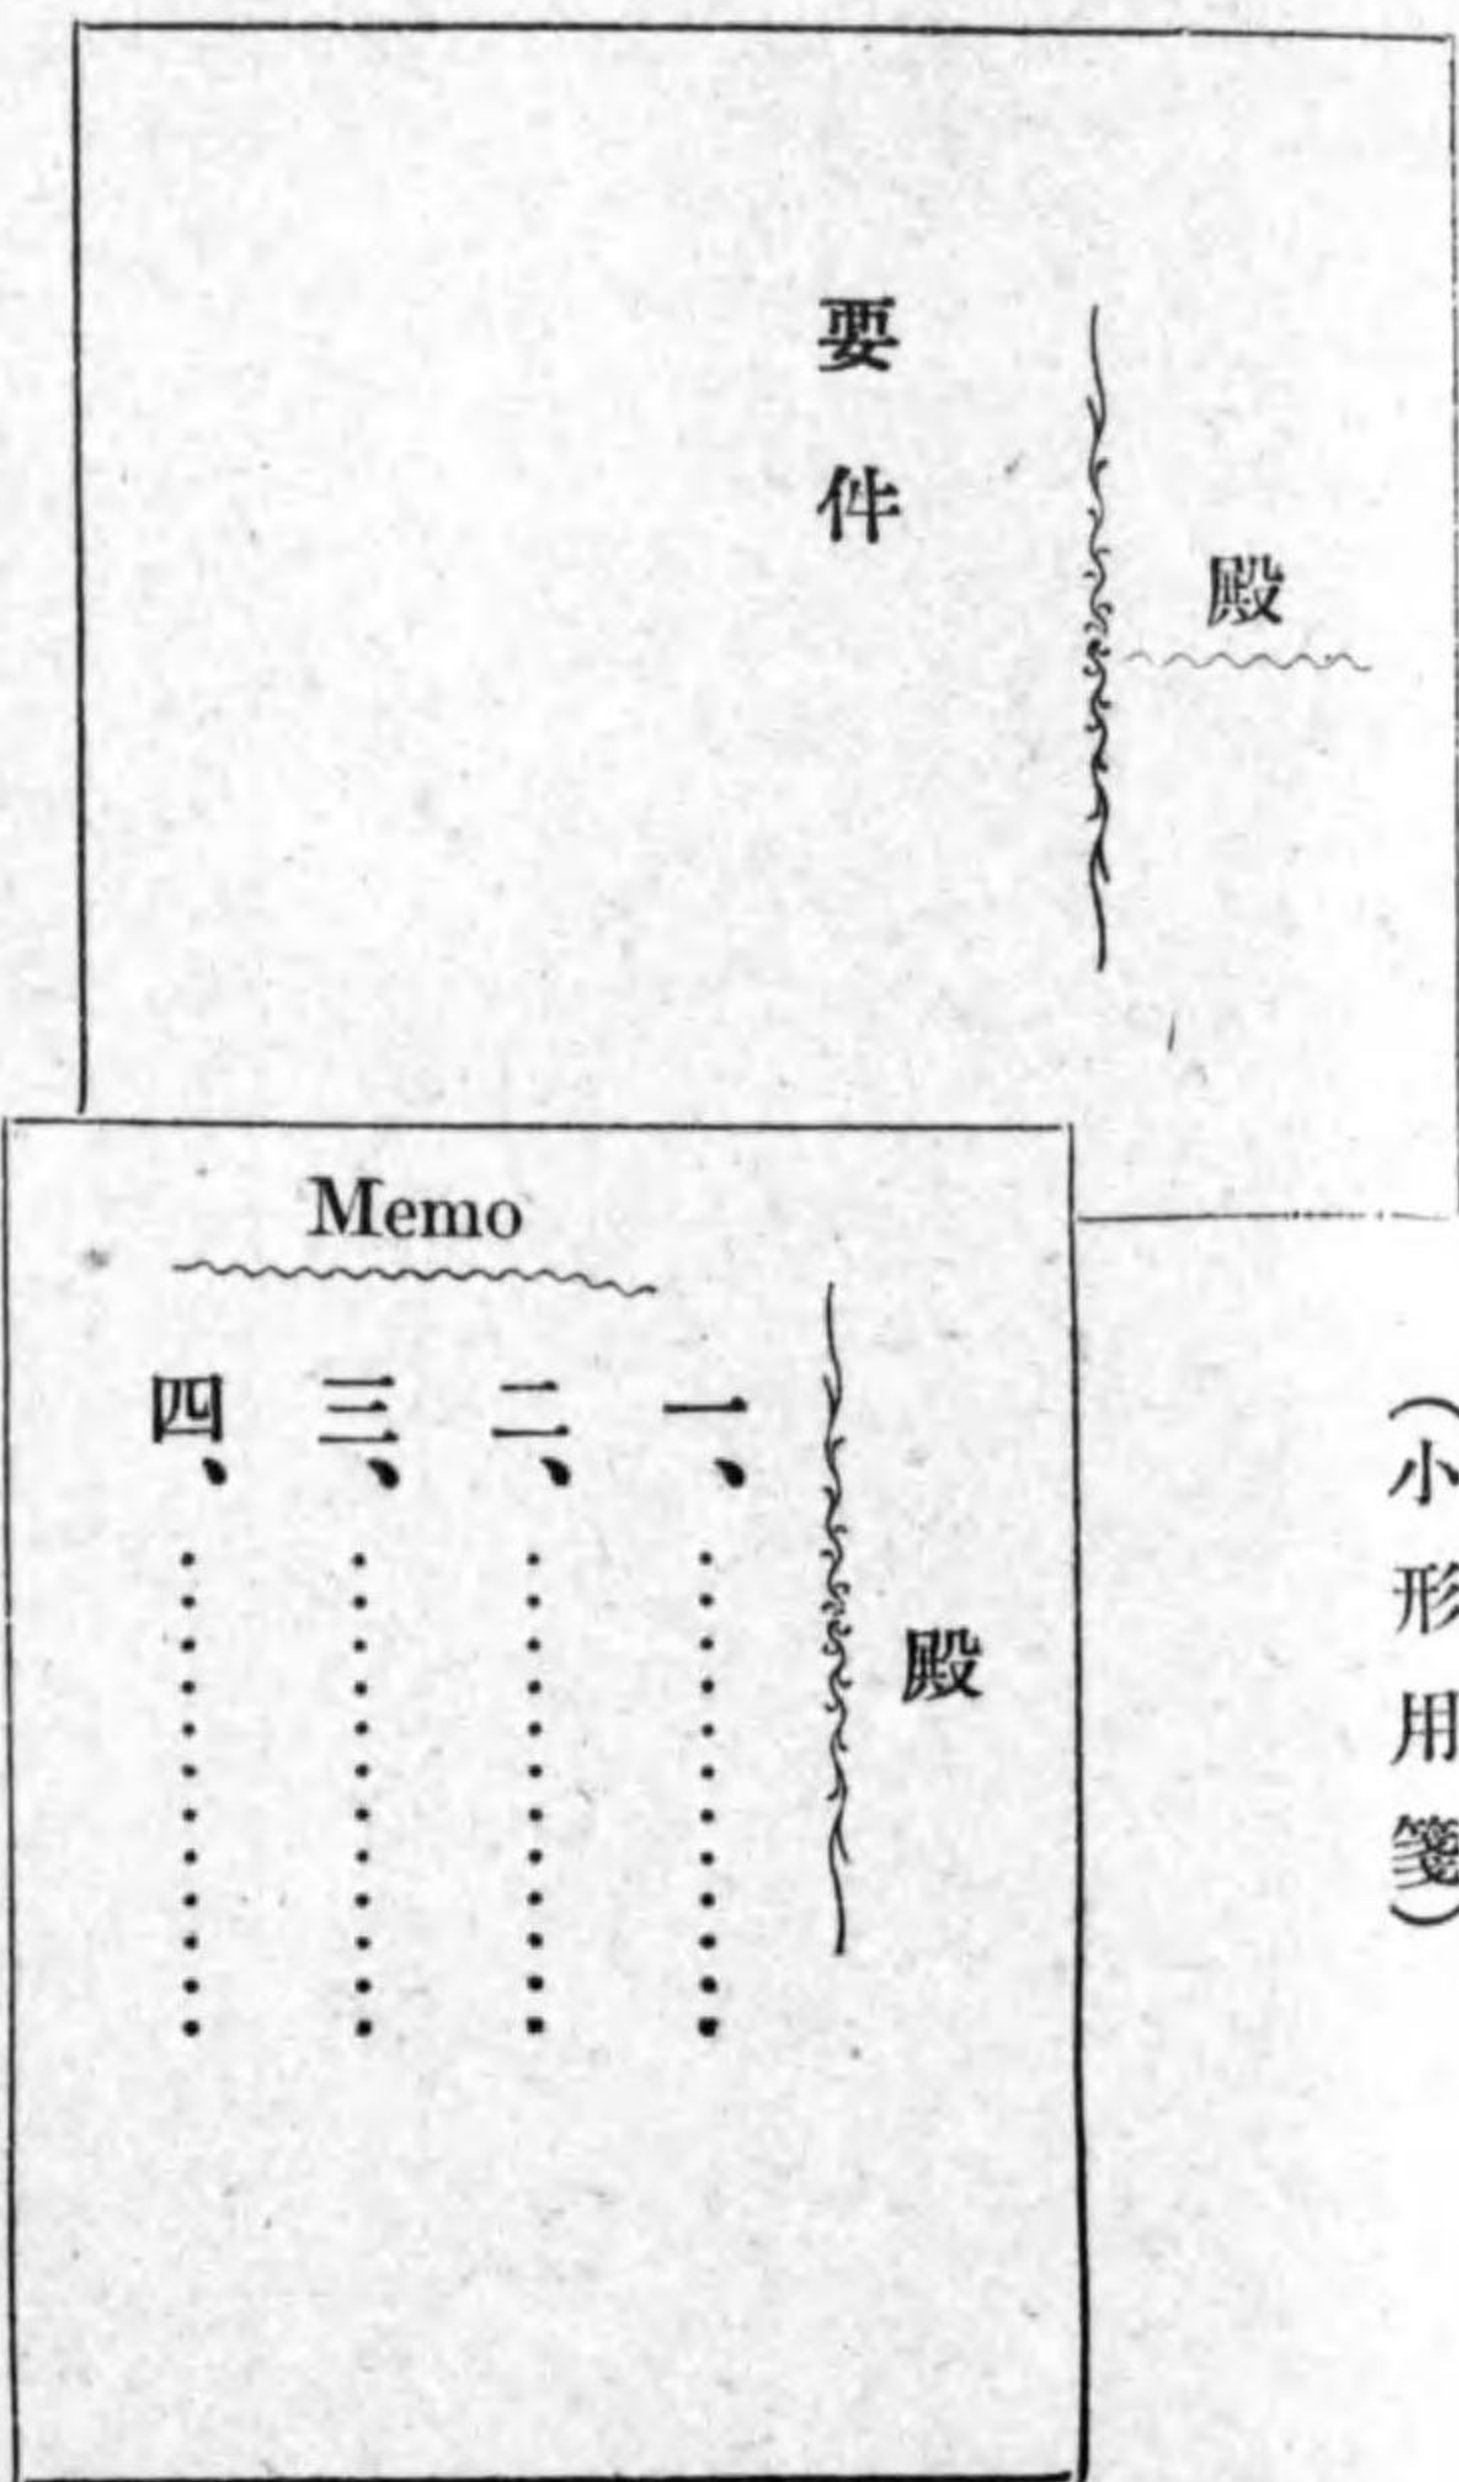 殿
要件
(小形用箋)
殿
Memo
一、…………
二、…………
三、…………
四、…………